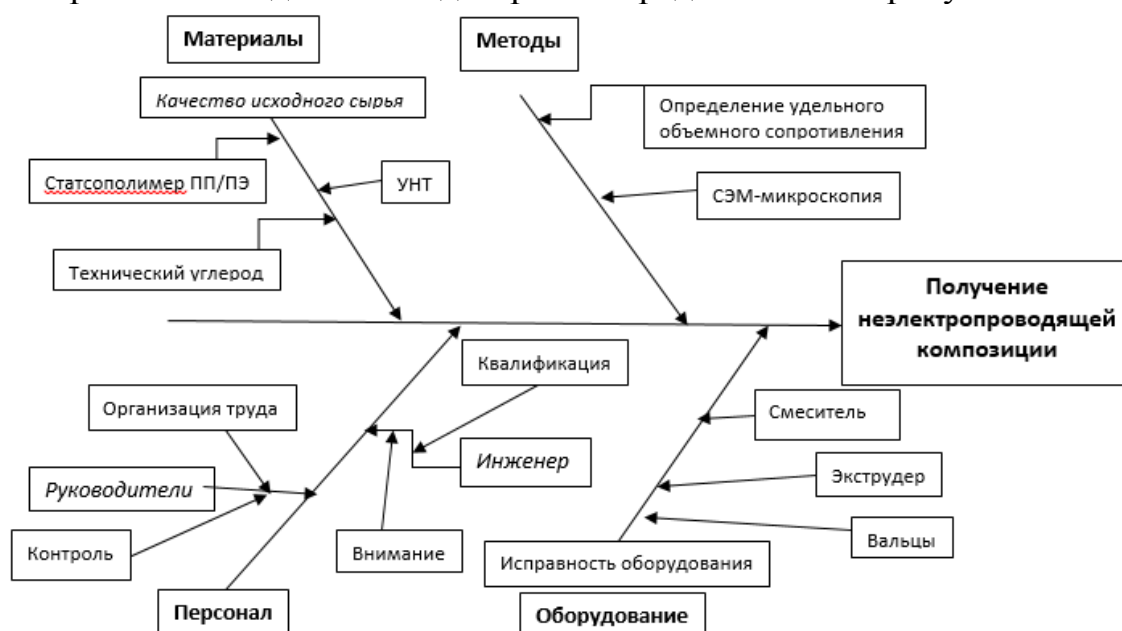 Материалы
Методы
Качество исходного сырья
Определение удельного
объемного сопротивления
Статсополимер ПП/ПЭ
УНТ
СЭМ-микроскопия
Технический углерод
Получение
неэлектропроводящей
композиции
Квалификация
Организация труда
Смеситель
Инженер
Руководители
Экструдер
Контроль
Внимание
Вальцы
Исправность оборудования
Персонал
Оборудование